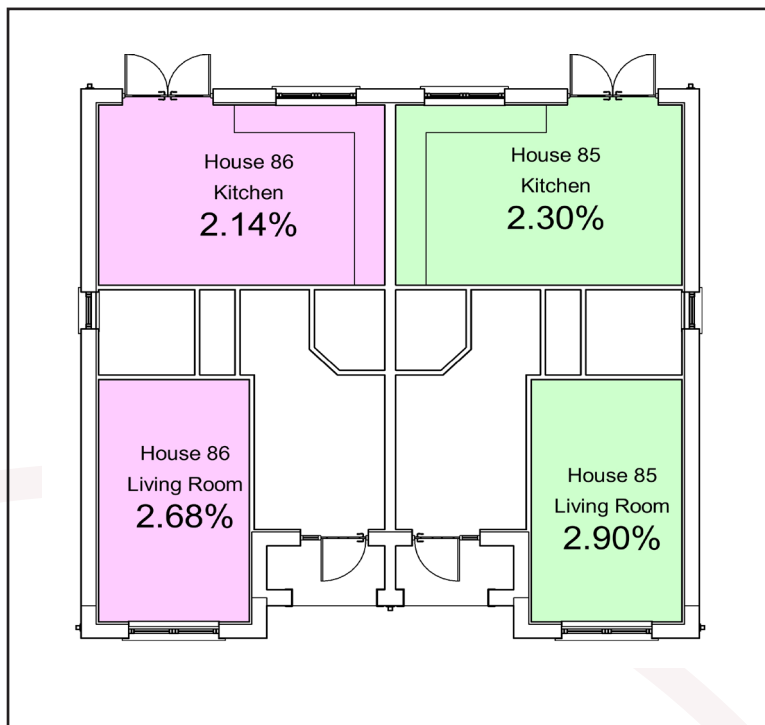 House 86
Kitchen
2.14%
House 85
Kitchen
2.30%
House 86
Living Room
2.68%
House 85
Living Room
2.90%